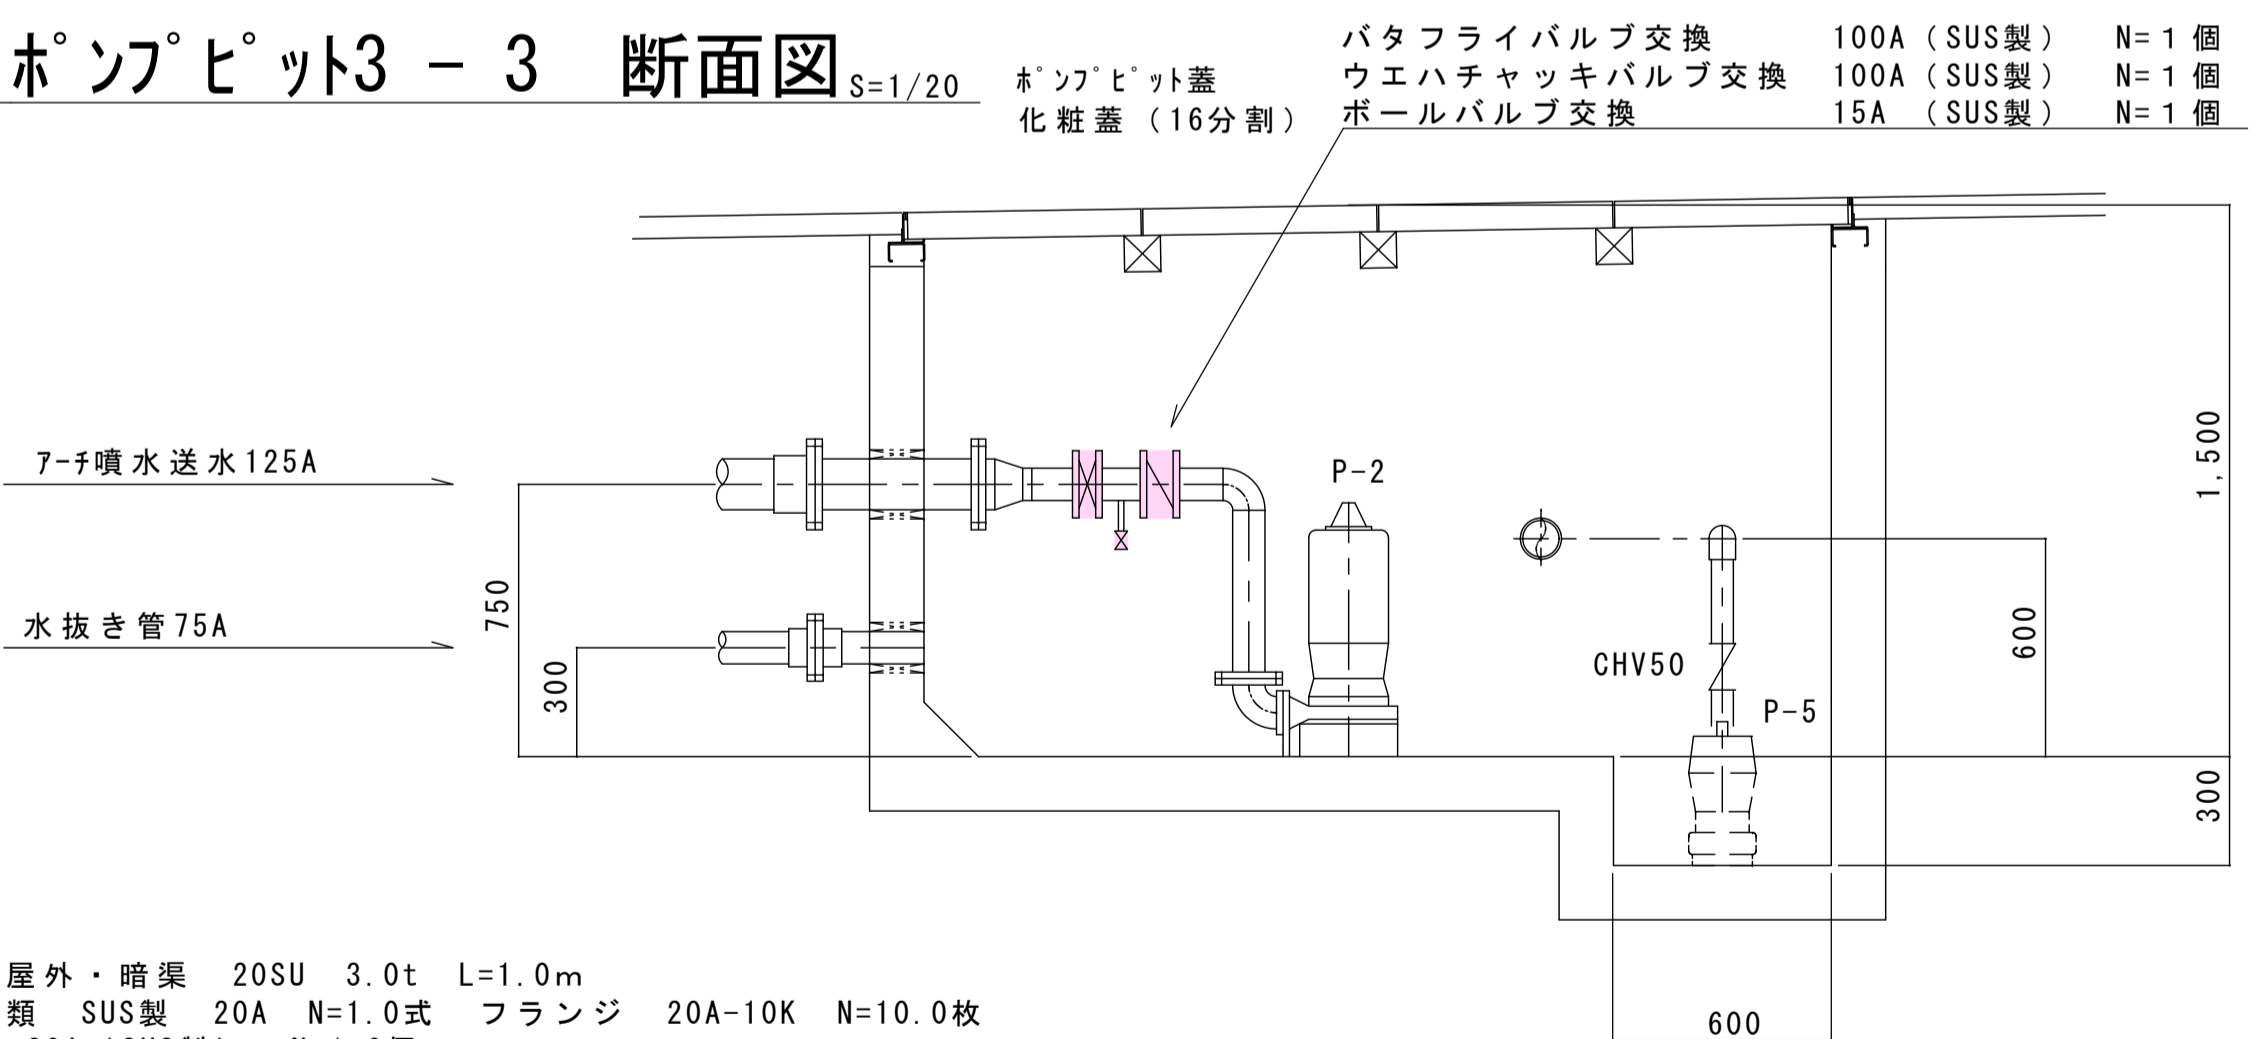 ポンプピット3－3 断面図 S=1/20
ポンプピット蓋
化粧蓋（16分割）
バタフライバルブ交換 100A（SUS製） N=1個
ウエハチャッキバルブ交換 100A（SUS製） N=1個
ボールバルブ交換 15A （SUS製） N=1個
アーチ噴水送水125A
水抜き管75A
750
300
P-2
CHV50
P-5
600
1,500
300
600
屋外・暗渠 20SU 3.0t L=1.0m
類 SUS製 20A N=1.0式 フランジ 20A-10K N=10.0枚